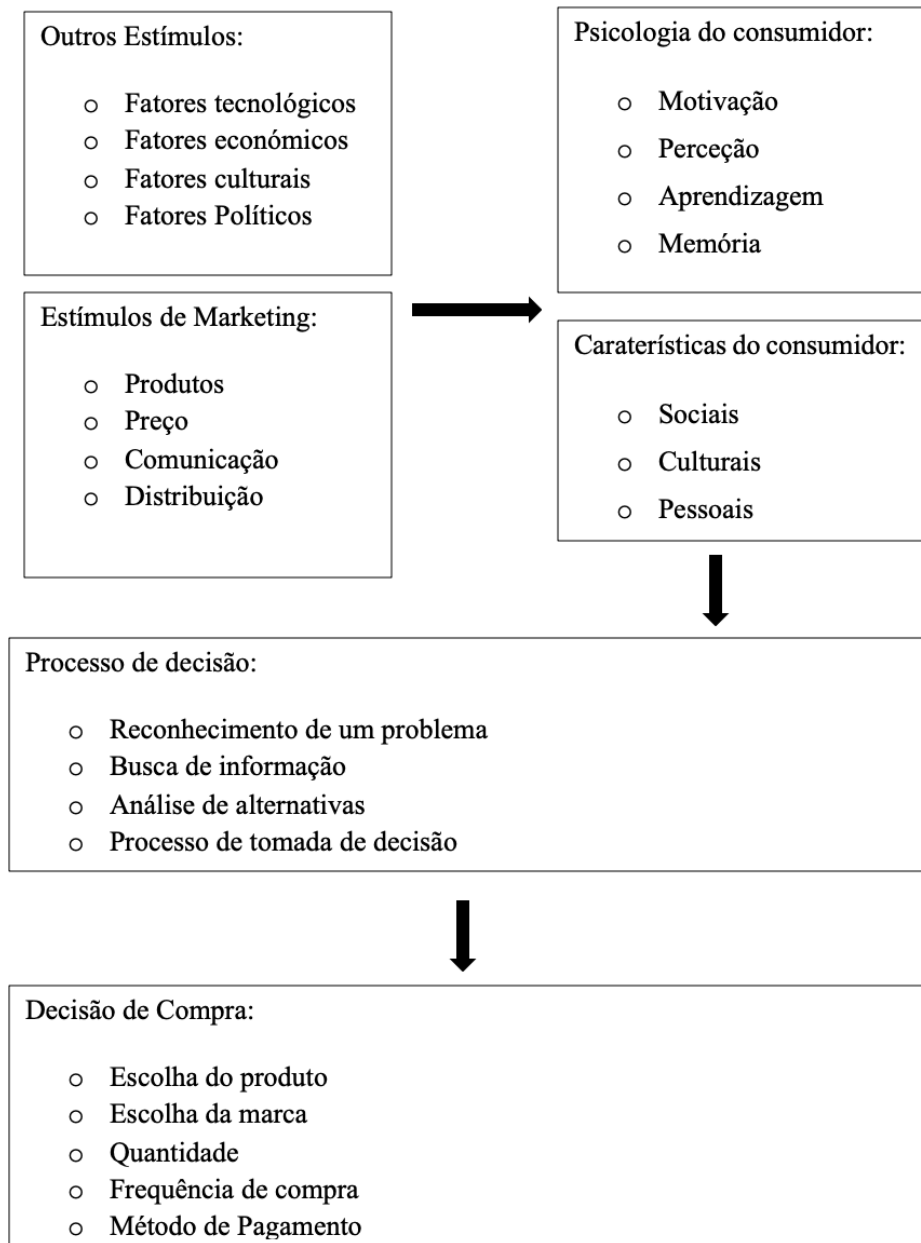 Outros Estímulos:
o Fatores tecnológicos
o Fatores económicos
o Fatores culturais
o Fatores Políticos
Estímulos de Marketing:
o Produtos
o Preço
o Comunicação
o Distribuição
Psicologia do consumidor:
o Motivação
o Perceção
o Aprendizagem
o Memória
Caraterísticas do consumidor:
o Sociais
o Culturais
o Pessoais
Processo de decisão:
o Reconhecimento de um problema
o Busca de informação
o Análise de alternativas
o Processo de tomada de decisão
Decisão de Compra:
o Escolha do produto
o Escolha da marca
o Quantidade
o Frequência de compra
o Método de Pagamento